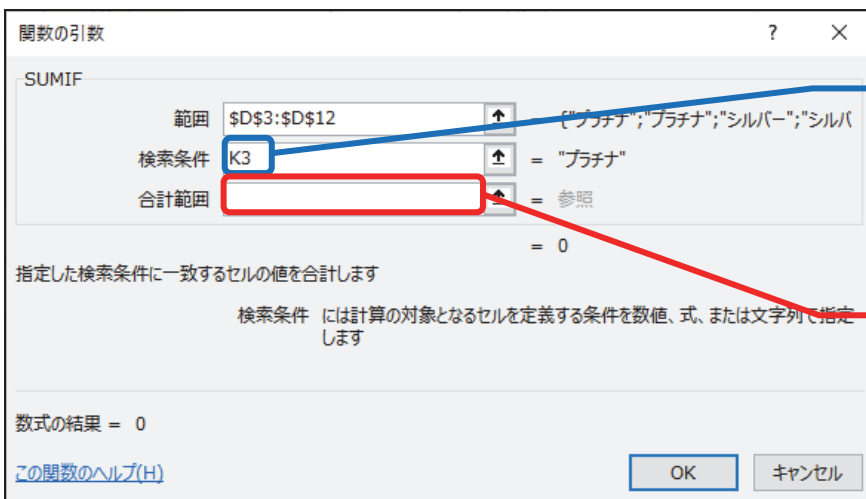 関数の引数 ?
SUMIF
範囲 $D$3:$D$12 = {"プラチナ";"プラチナ";"シルバー";"シルバ
検索条件 K3 = "プラチナ"
合計範囲 = 参照
= 0
指定した検索条件に一致するセルの値を合計します
検索条件 には計算の対象となるセルを定義する条件を数値、式、または文字列で指定
します
数式の結果 = 0
この関数のヘルプ(H)
OK キャンセル